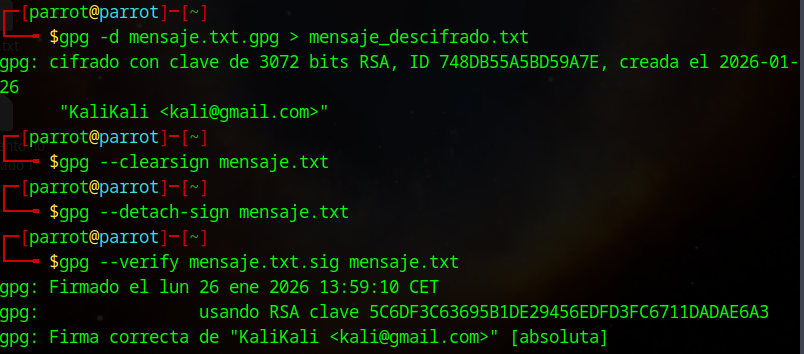 ┌─[parrot@parrot]─[~]
└──╼ $gpg -d mensaje.txt.gpg > mensaje_descifrado.txt
gpg: cifrado con clave de 3072 bits RSA, ID 748DB55A5BD59A7E, creada el 2026-01-
26
      "KaliKali <kali@gmail.com>"
┌─[parrot@parrot]─[~]
└──╼ $gpg --clearsign mensaje.txt
┌─[parrot@parrot]─[~]
└──╼ $gpg --detach-sign mensaje.txt
┌─[parrot@parrot]─[~]
└──╼ $gpg --verify mensaje.txt.sig mensaje.txt
gpg: Firmado el lun 26 ene 2026 13:59:10 CET
gpg:                usando RSA clave 5C6DF3C63695B1DE29456EDFD3FC6711DADAE6A3
gpg: Firma correcta de "KaliKali <kali@gmail.com>" [absoluta]